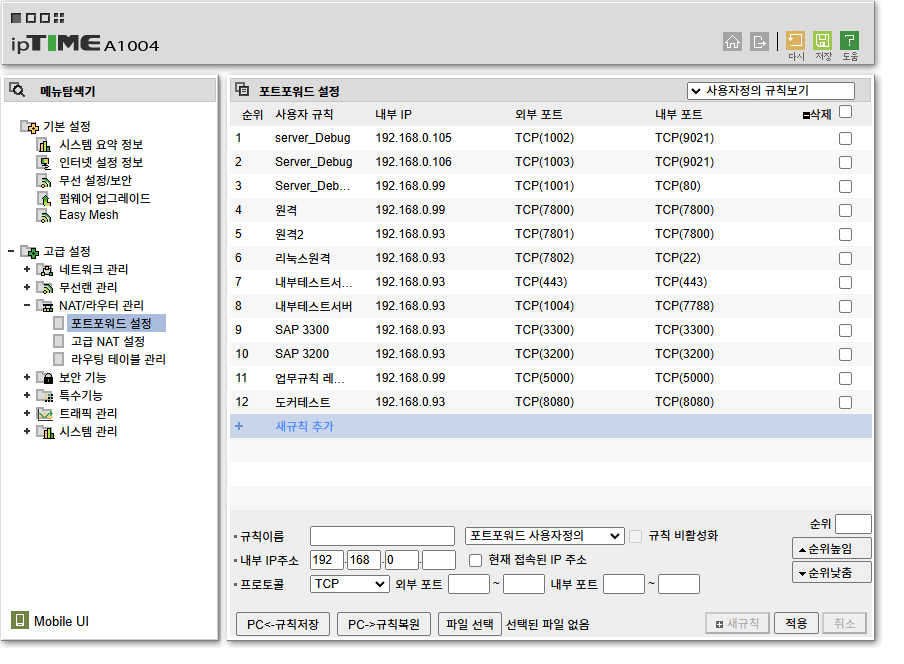 ipTIME A1004
다시 저장 도움
메뉴탐색기
기본 설정
시스템 요약 정보
인터넷 설정 정보
무선 설정/보안
펌웨어 업그레이드
Easy Mesh
고급 설정
네트워크 관리
무선랜 관리
NAT/라우터 관리
포트포워드 설정
고급 NAT 설정
라우팅 테이블 관리
보안 기능
특수기능
트래픽 관리
시스템 관리
Mobile UI
포트포워드 설정 사용자정의 규칙보기
순위 사용자 규칙 내부 IP 외부 포트 내부 포트 삭제
1 server_Debug 192.168.0.105 TCP(1002) TCP(9021)
2 Server_Debug 192.168.0.106 TCP(1003) TCP(9021)
3 Server_Deb... 192.168.0.99 TCP(1001) TCP(80)
4 원격 192.168.0.99 TCP(7800) TCP(7800)
5 원격2 192.168.0.93 TCP(7801) TCP(7800)
6 리눅스원격 192.168.0.93 TCP(7802) TCP(22)
7 내부테스트서... 192.168.0.93 TCP(443) TCP(443)
8 내부테스트서버 192.168.0.93 TCP(1004) TCP(7788)
9 SAP 3300 192.168.0.93 TCP(3300) TCP(3300)
10 SAP 3200 192.168.0.93 TCP(3200) TCP(3200)
11 업무규칙 레... 192.168.0.99 TCP(5000) TCP(5000)
12 도커테스트 192.168.0.93 TCP(8080) TCP(8080)
+ 새규칙 추가
순위
규칙이름 포트포워드 사용자정의 규칙 비활성화
순위높임
내부 IP주소 192.168.0. 현재 접속된 IP 주소
순위낮춤
프로토콜 TCP 외부 포트 ~ 내부 포트 ~
PC<-규칙저장 PC->규칙복원 파일 선택 선택된 파일 없음 새규칙 적용 취소